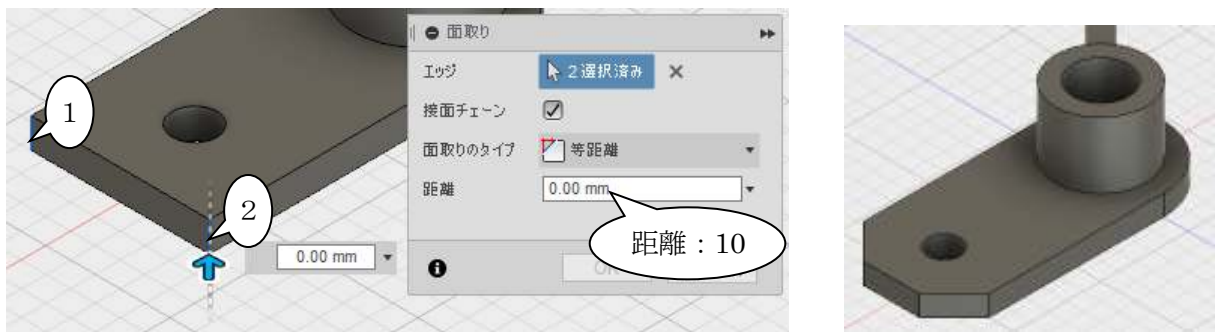 面取り
エッジ
2 選択済み
接面チェーン
面取りのタイプ
等距離
距離
0.00 mm
距離：10
1
2
0.00 mm